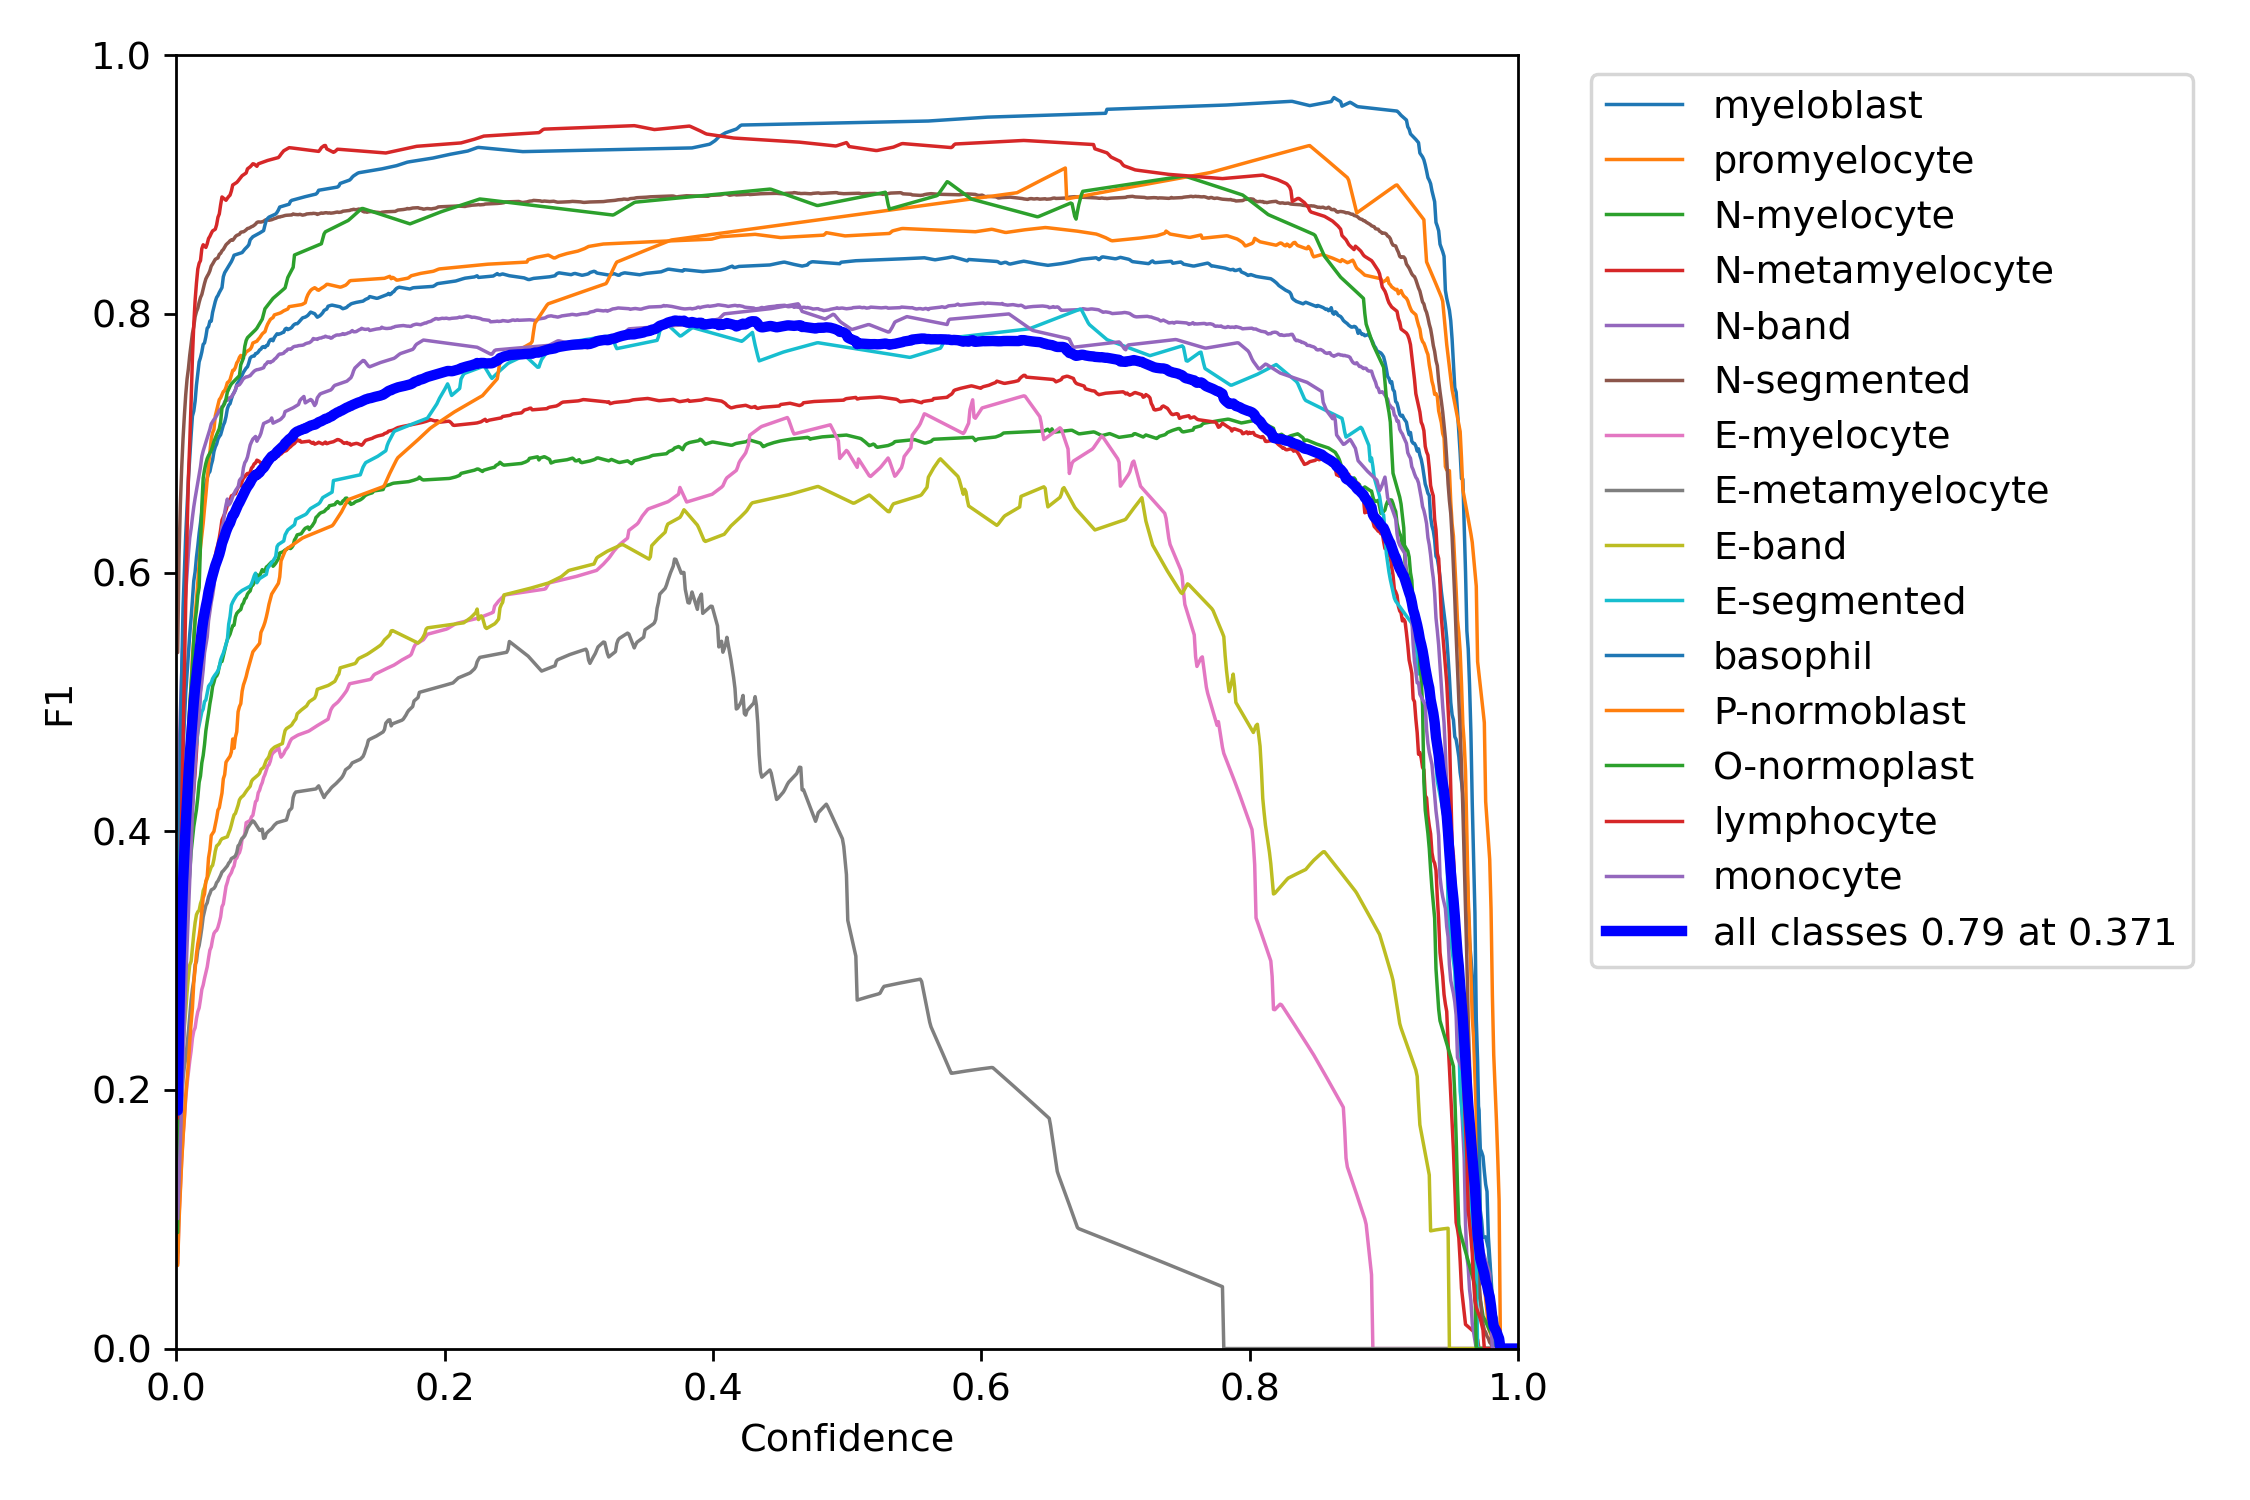 1.0
0.8
0.6
0.4
0.2
0.0
F1
0.0 0.2 0.4 0.6 0.8 1.0
Confidence
myeloblast
promyelocyte
N-myelocyte
N-metamyelocyte
N-band
N-segmented
E-myelocyte
E-metamyelocyte
E-band
E-segmented
basophil
P-normoblast
O-normoplast
lymphocyte
monocyte
all classes 0.79 at 0.371